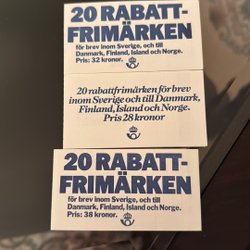 20 RABATT-
FRIMÄRKEN
för brev inom Sverige, och till
Danmark, Finland, Island och Norge.
Pris: 32 kronor.
20 rabattfrimärken för brev
inom Sverige och till Danmark,
Finland, Island och Norge.
Pris 28 kronor
20 RABATT-
FRIMÄRKEN
för brev inom Sverige, och till
Danmark, Finland, Island och Norge.
Pris: 38 kronor.